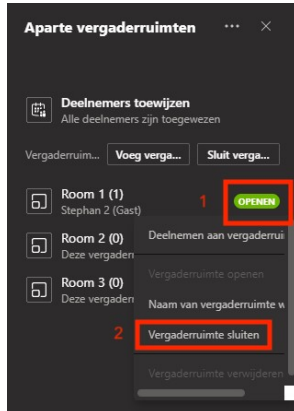 Aparte vergaderruimten ...
Deelnemers toewijzen
Alle deelnemers zijn toegewezen
Vergaderruim... Voeg verga... Sluit verga...
Room 1 (1)
Stephan 2 (Gast)
1
OPENEN
Room 2 (0)
Deze vergaderr
Deelnemen aan vergaderrui
Vergaderruimte openen
Room 3 (0)
Deze vergaderr
Naam van vergaderruimte w
2
Vergaderruimte sluiten
Vergaderruimte verwijderen